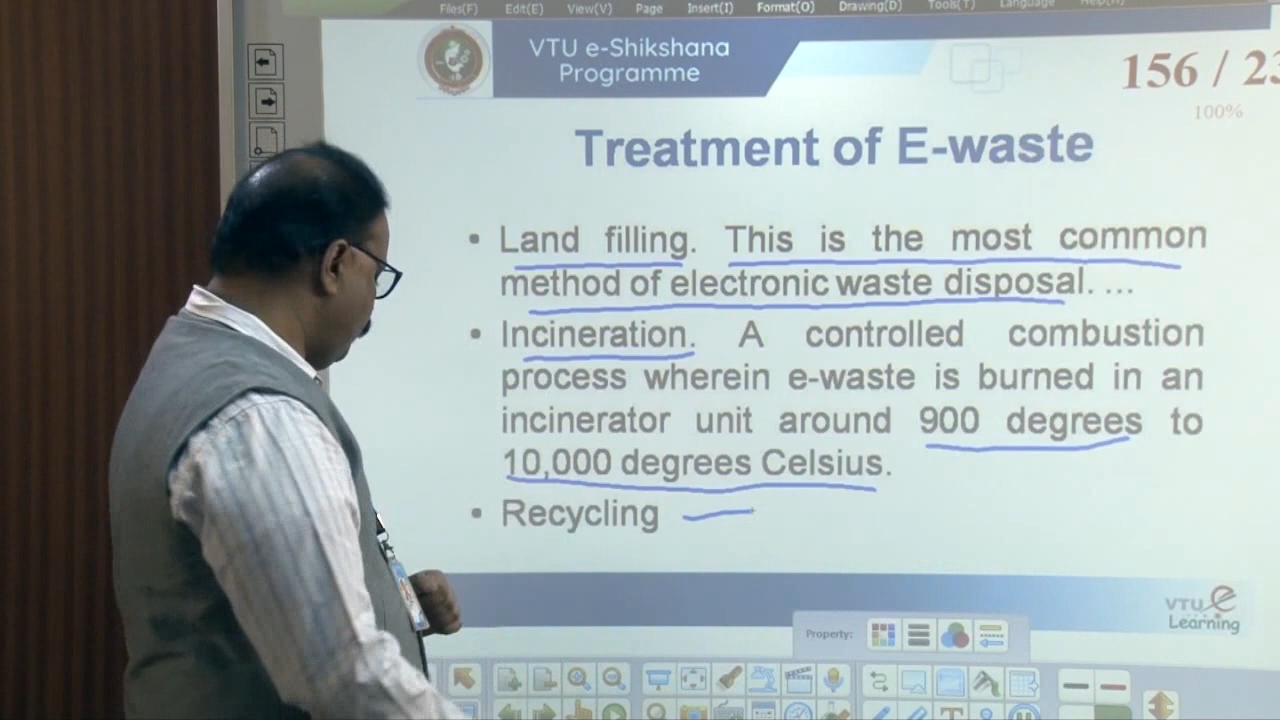 Files(F) Edit(E) View(V) Page Insert(I) Format(O) Drawing(D) Tools(T) Language Help(H)
VTU e-Shikshana
Programme
156 / 23
100%
Treatment of E-waste
• Land filling. This is the most common
method of electronic waste disposal. ...
• Incineration. A controlled combustion
process wherein e-waste is burned in an
incinerator unit around 900 degrees to
10,000 degrees Celsius.
• Recycling
VTU e
Learning
Property: